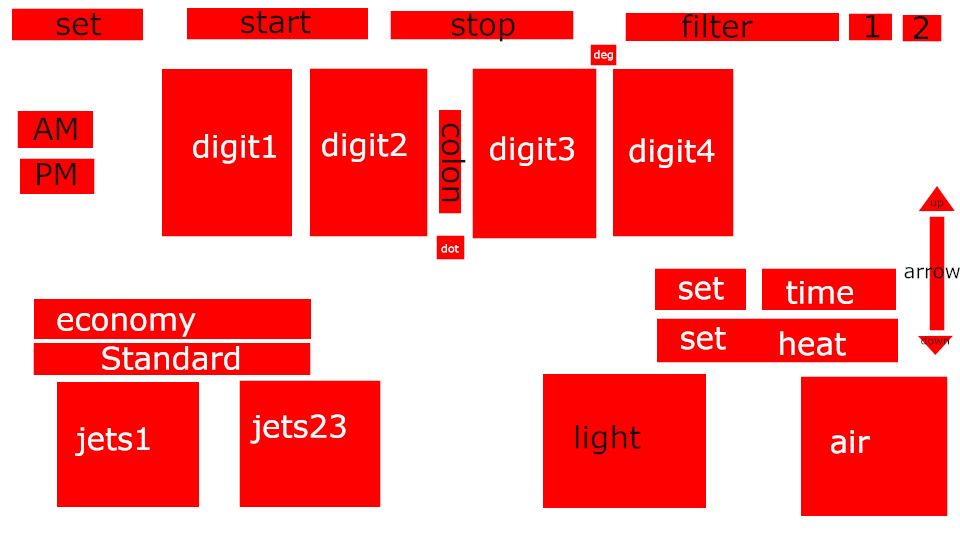 set start stop filter 1 2
deg
AM
PM
digit1 digit2 colon digit3 digit4
dot
up
arrow
down
set time
set heat
economy
Standard
jets1 jets23 light air